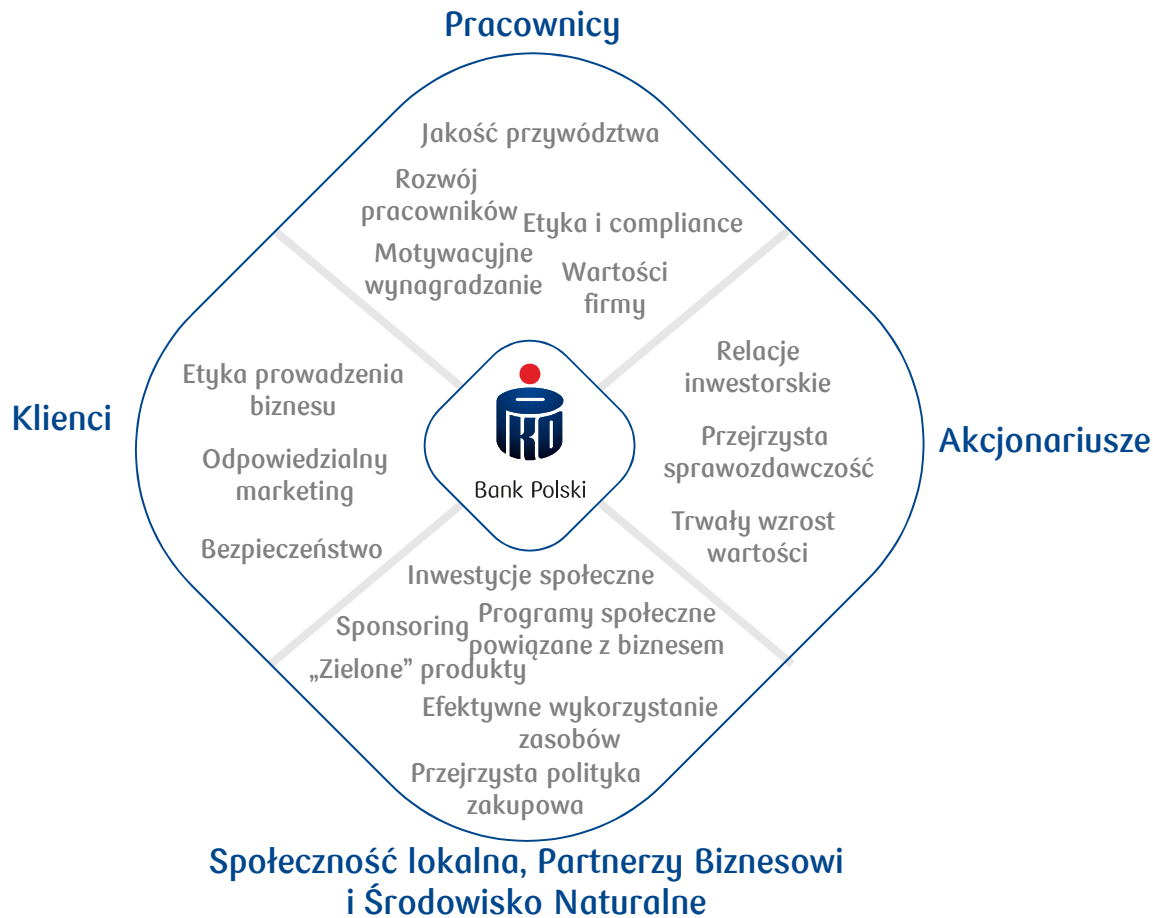 Pracownicy
Jakość przywództwa
Rozwój
pracowników
Etyka i compliance
Motywacyjne
wynagradzanie
Wartości
firmy
Klienci
Etyka prowadzenia
biznesu
Odpowiedzialny
marketing
Bezpieczeństwo
PKO
Bank Polski
Relacje
inwestorskie
Przejrzysta
sprawozdawczość
Trwały wzrost
wartości
Akcjonariusze
Inwestycje społeczne
Sponsoring
Programy społeczne
powiązane z biznesem
„Zielone” produkty
Efektywne wykorzystanie
zasobów
Przejrzysta polityka
zakupowa
Społeczność lokalna, Partnerzy Biznesowi
i Środowisko Naturalne